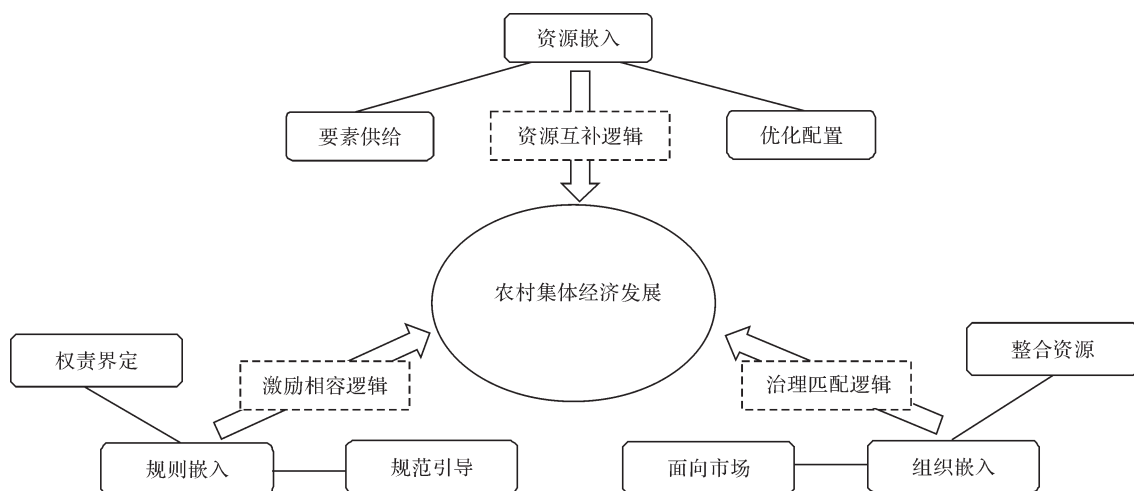 资源嵌入
要素供给
资源互补逻辑
优化配置
农村集体经济发展
权责界定
整合资源
激励相容逻辑
治理匹配逻辑
规则嵌入
规范引导
面向市场
组织嵌入